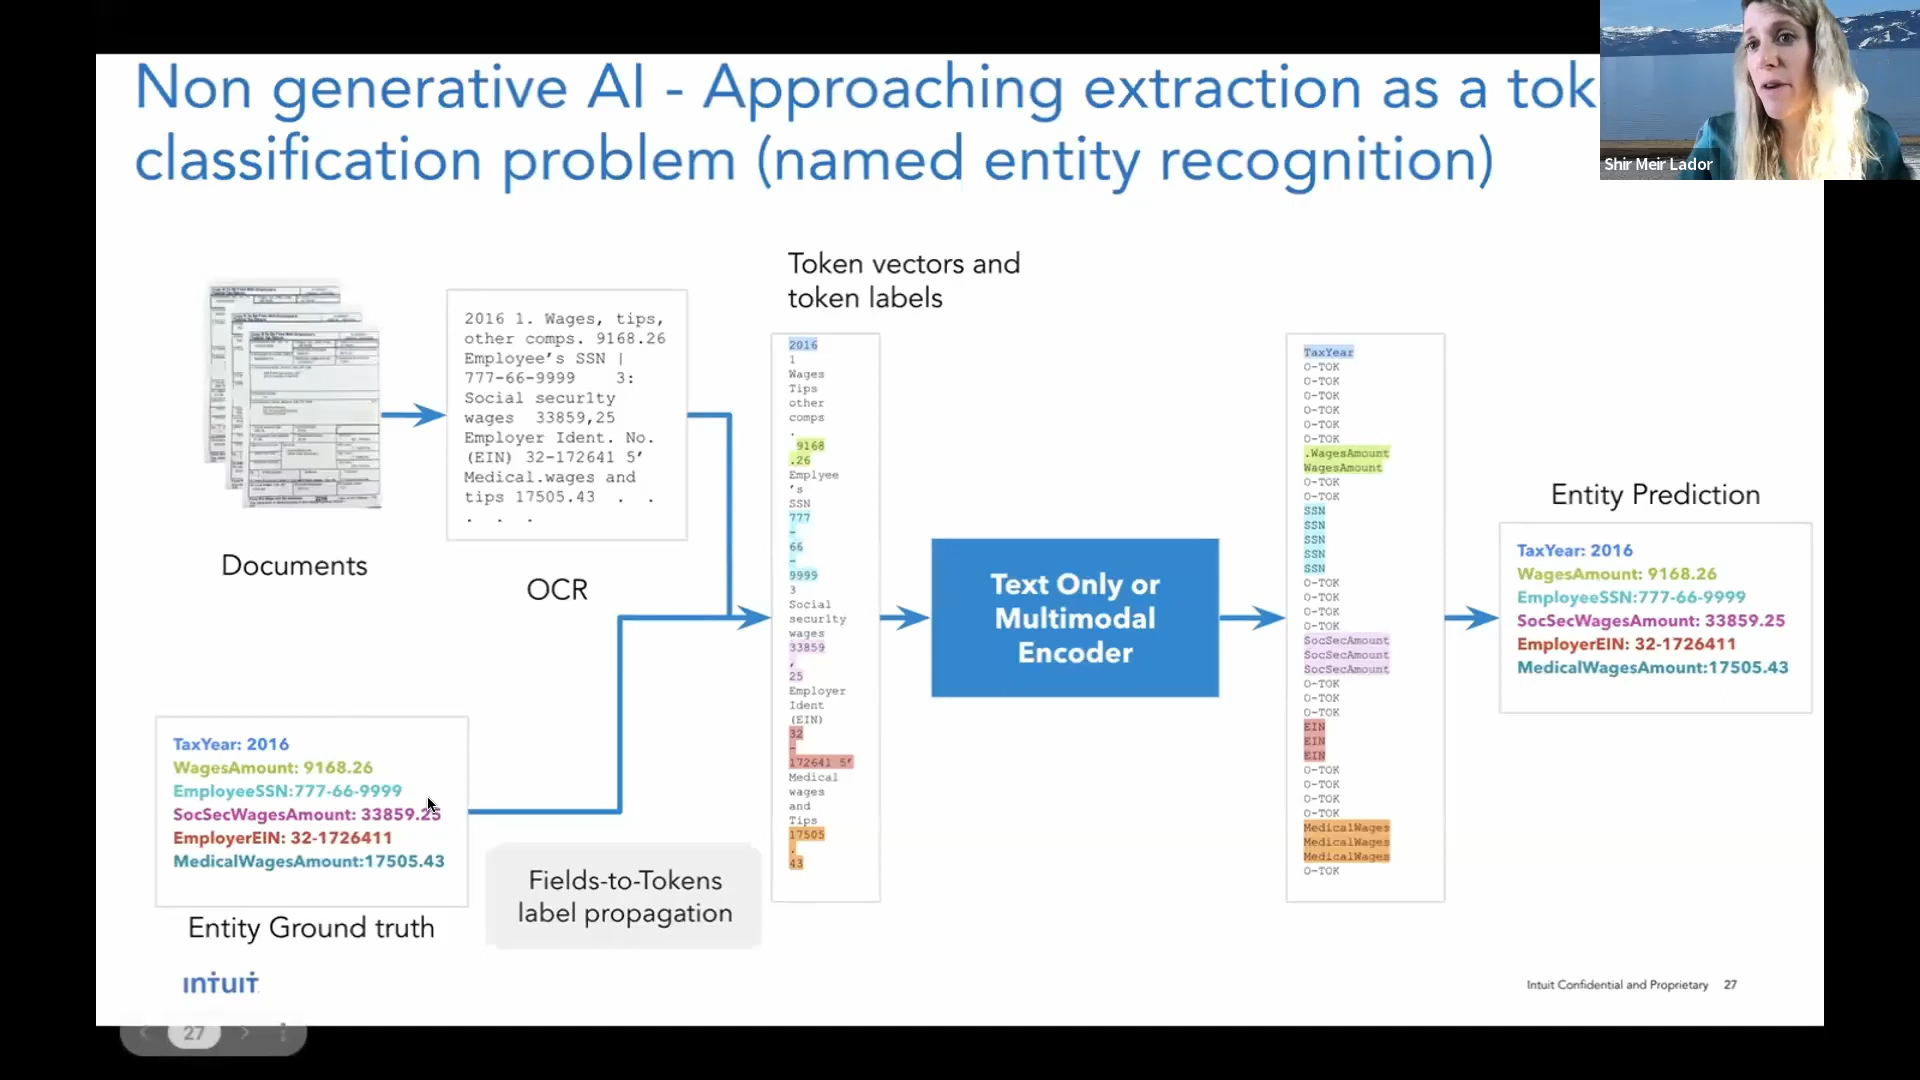 Non generative AI - Approaching extraction as a tok
classification problem (named entity recognition)
Shir Meir Lador
Documents
2016 1. Wages, tips,
other comps. 9168.26
Employee’s SSN |
777-66-9999 3:
Social secur1ty
wages 33859,25
Employer Ident. No.
(EIN) 32-172641 5’
Medical.wages and
tips 17505.43 . .
. . .
OCR
TaxYear: 2016
WagesAmount: 9168.26
EmployeeSSN:777-66-9999
SocSecWagesAmount: 33859.25
EmployerEIN: 32-1726411
MedicalWagesAmount:17505.43
Entity Ground truth
Fields-to-Tokens
label propagation
Token vectors and
token labels
2016
1
Wages
Tips
other
comps
.
9168
.26
Emplyee
’s
SSN
777
-
66
-
9999
3
Social
secur1ty
wages
33859
,
25
Employer
Ident
(EIN)
32
-
172641 5’
Medical
wages
and
Tips
17505
.
43
Text Only or
Multimodal
Encoder
TaxYear
O-TOK
O-TOK
O-TOK
O-TOK
O-TOK
O-TOK
.WagesAmount
WagesAmount
O-TOK
O-TOK
SSN
SSN
SSN
SSN
SSN
O-TOK
O-TOK
O-TOK
O-TOK
SocSecAmount
SocSecAmount
SocSecAmount
O-TOK
O-TOK
O-TOK
EIN
EIN
EIN
O-TOK
O-TOK
O-TOK
O-TOK
MedicalWages
MedicalWages
MedicalWages
O-TOK
Entity Prediction
TaxYear: 2016
WagesAmount: 9168.26
EmployeeSSN:777-66-9999
SocSecWagesAmount: 33859.25
EmployerEIN: 32-1726411
MedicalWagesAmount:17505.43
INTUIT
Intuit Confidential and Proprietary 27
27